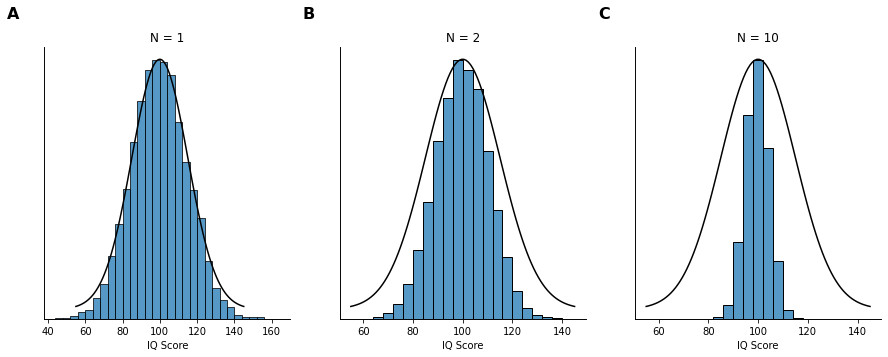 A
N = 1
40 60 80 100 120 140 160
IQ Score
B
N = 2
60 80 100 120 140
IQ Score
C
N = 10
60 80 100 120 140
IQ Score